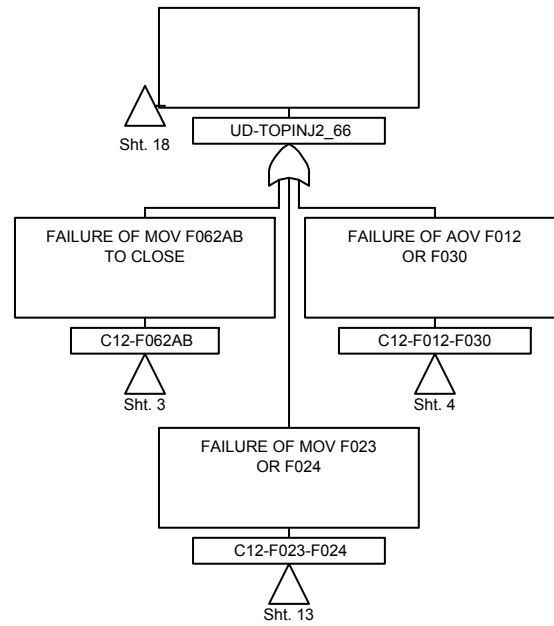 Sht. 18
UD-TOPINJ2_66
FAILURE OF MOV F062AB
TO CLOSE
C12-F062AB
Sht. 3
FAILURE OF AOV F012
OR F030
C12-F012-F030
Sht. 4
FAILURE OF MOV F023
OR F024
C12-F023-F024
Sht. 13